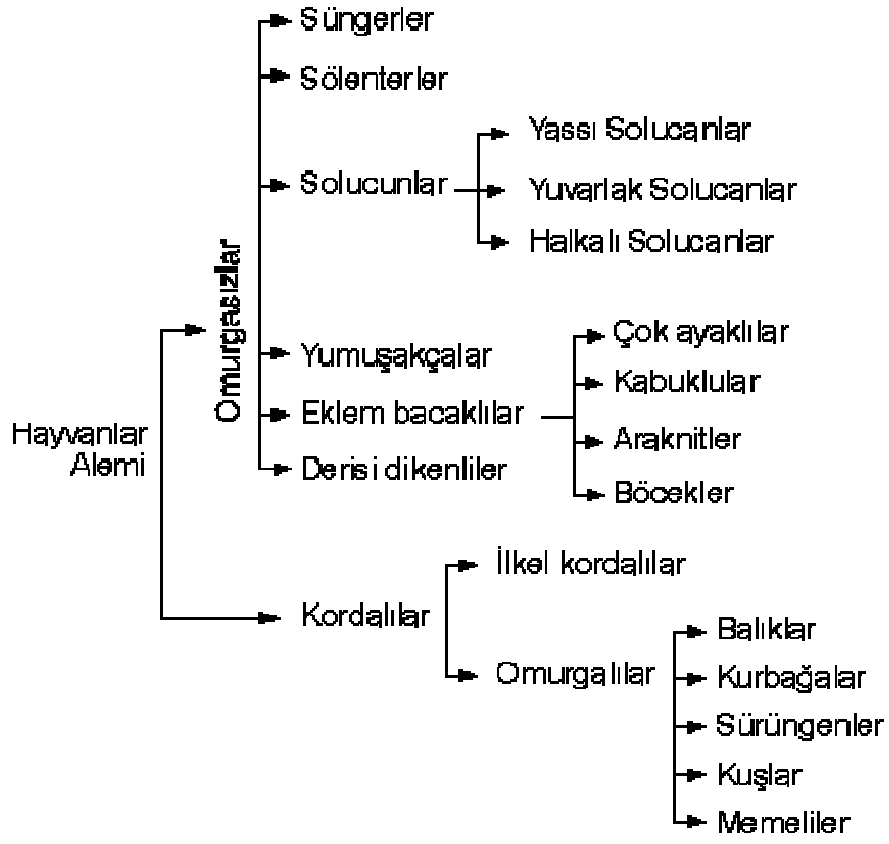 Süngerler
Sölenterler
Solucunlar
Yassı Solucanlar
Yuvarlak Solucanlar
Halkalı Solucanlar
Omurgasızlar
Yumuşakçalar
Eklem bacaklılar
Derisi dikenliler
Çok ayaklılar
Kabuklular
Araknitler
Böcekler
Hayvanlar
Alemi
Kordalılar
İlkel kordalılar
Omurgalılar
Balıklar
Kurbağalar
Sürüngenler
Kuşlar
Memeliler